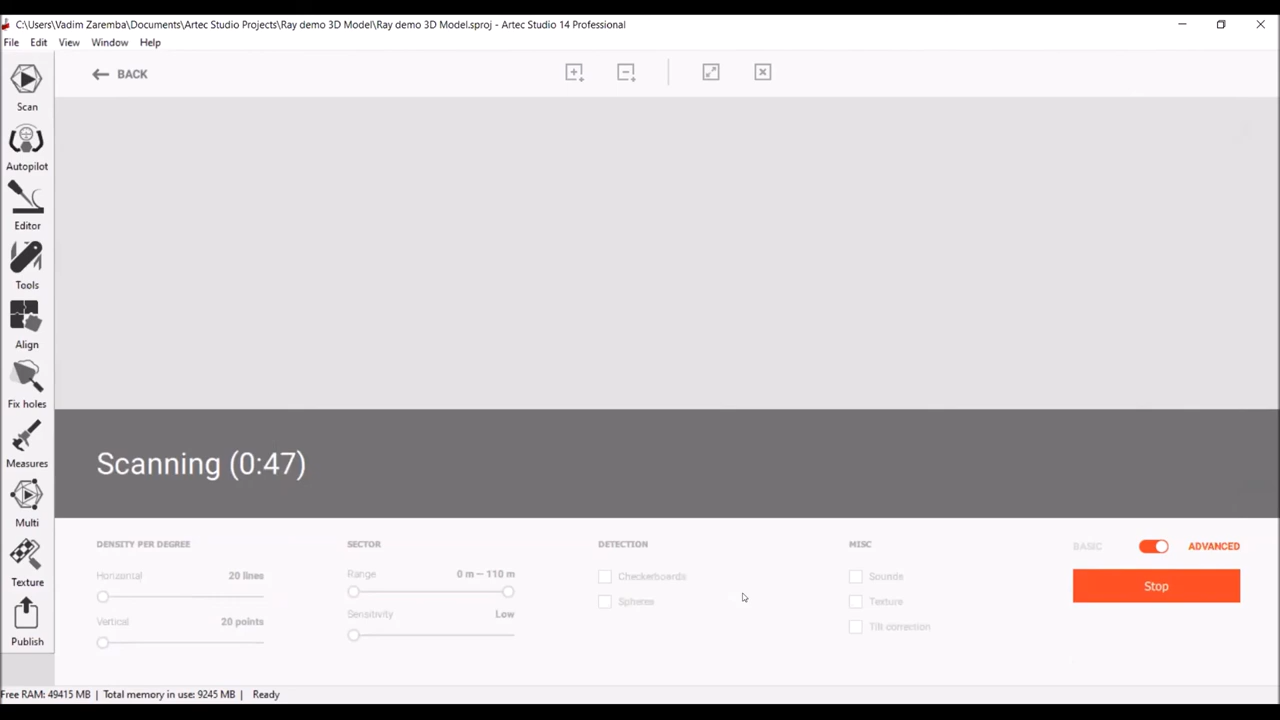 C:\Users\Vadim Zaremba\Documents\Artec Studio Projects\Ray demo 3D Model\Ray demo 3D Model.sproj - Artec Studio 14 Professional
File Edit View Window Help
BACK
Scan
Autopilot
Editor
Tools
Align
Fix holes
Measures
Multi
Texture
Publish
Scanning (0:47)
DENSITY PER DEGREE
Horizontal 20 lines
Vertical 20 points
SECTOR
Range 0 m — 110 m
Sensitivity Low
DETECTION
Checkerboards
Spheres
MISC
Sounds
Texture
Tilt correction
BASIC ADVANCED
Stop
Free RAM: 49415 MB | Total memory in use: 9245 MB | Ready